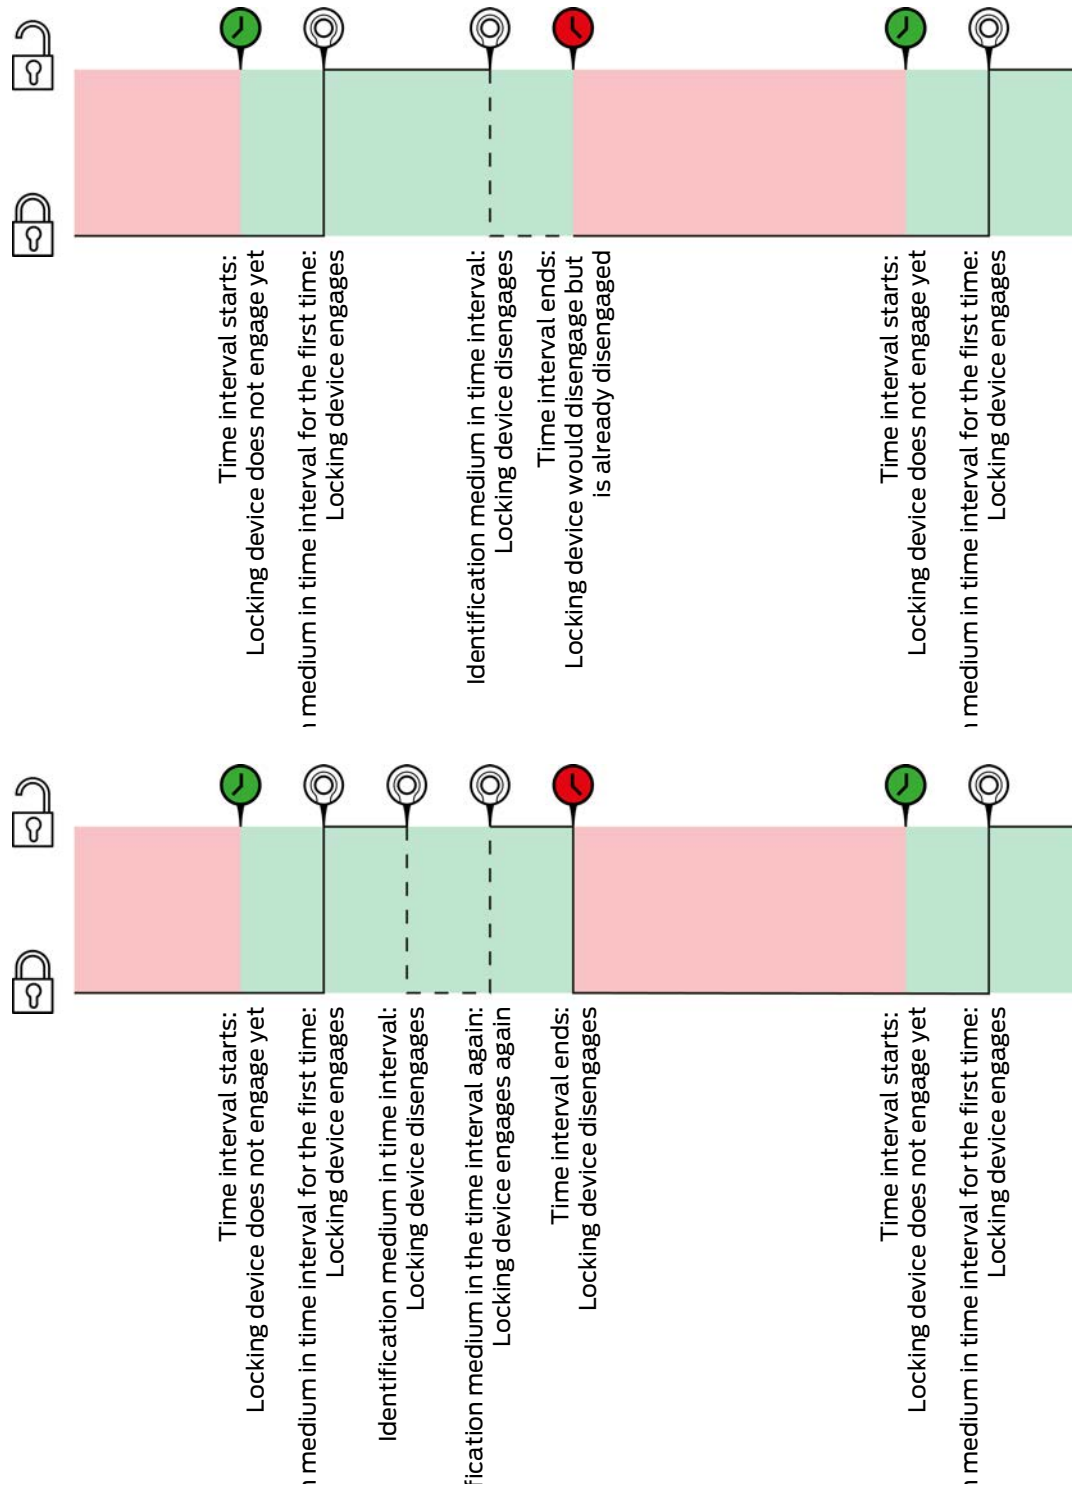 Time interval starts:
Locking device does not engage yet
medium in time interval for the first time:
Locking device engages
Identification medium in time interval:
Locking device disengages
Time interval ends:
Locking device would disengage but
is already disengaged
Time interval starts:
Locking device does not engage yet
medium in time interval for the first time:
Locking device engages
Time interval starts:
Locking device does not engage yet
medium in time interval for the first time:
Locking device engages
Identification medium in time interval:
Locking device disengages
fication medium in the time interval again:
Locking device engages again
Time interval ends:
Locking device disengages
Time interval starts:
Locking device does not engage yet
medium in time interval for the first time:
Locking device engages